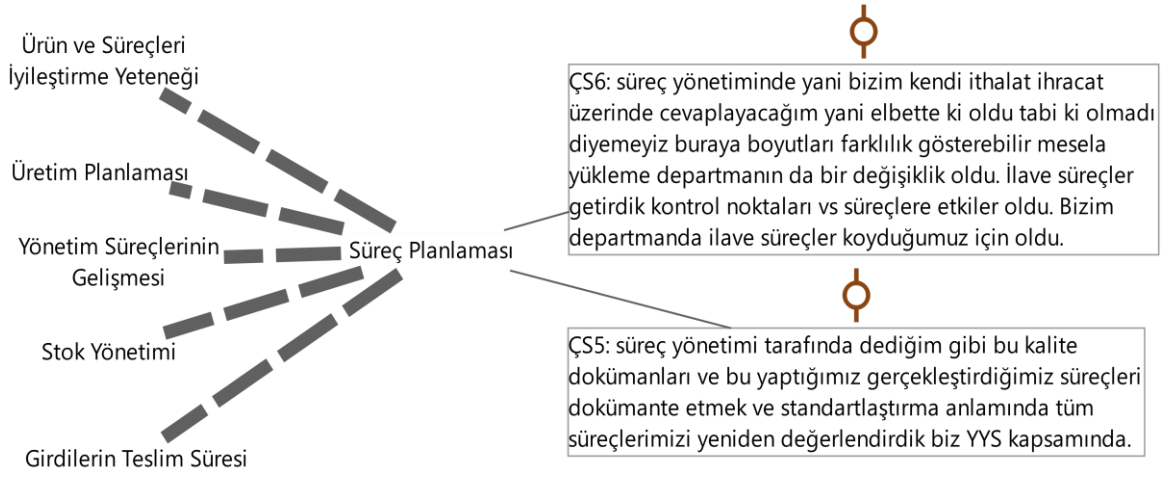 Ürün ve Süreçleri
İyileştirme Yeteneği
Üretim Planlaması
Yönetim Süreçlerinin
Gelişmesi
Stok Yönetimi
Girdilerin Teslim Süresi
Süreç Planlaması
ÇS6: süreç yönetiminde yani bizim kendi ithalat ihracat
üzerinde cevaplayacağım yani elbette ki oldu tabi ki olmadı
diyemeyiz buraya boyutları farklılık gösterebilir mesela
yükleme departmanın da bir değişiklik oldu. İlave süreçler
getirdik kontrol noktaları vs süreçlere etkiler oldu. Bizim
departmanda ilave süreçler koyduğumuz için oldu.
ÇS5: süreç yönetimi tarafında dediğim gibi bu kalite
dokümanları ve bu yaptığımız gerçekleştirdiğimiz süreçleri
dokümante etmek ve standartlaştırma anlamında tüm
süreçlerimizi yeniden değerlendirdik biz YYS kapsamında.